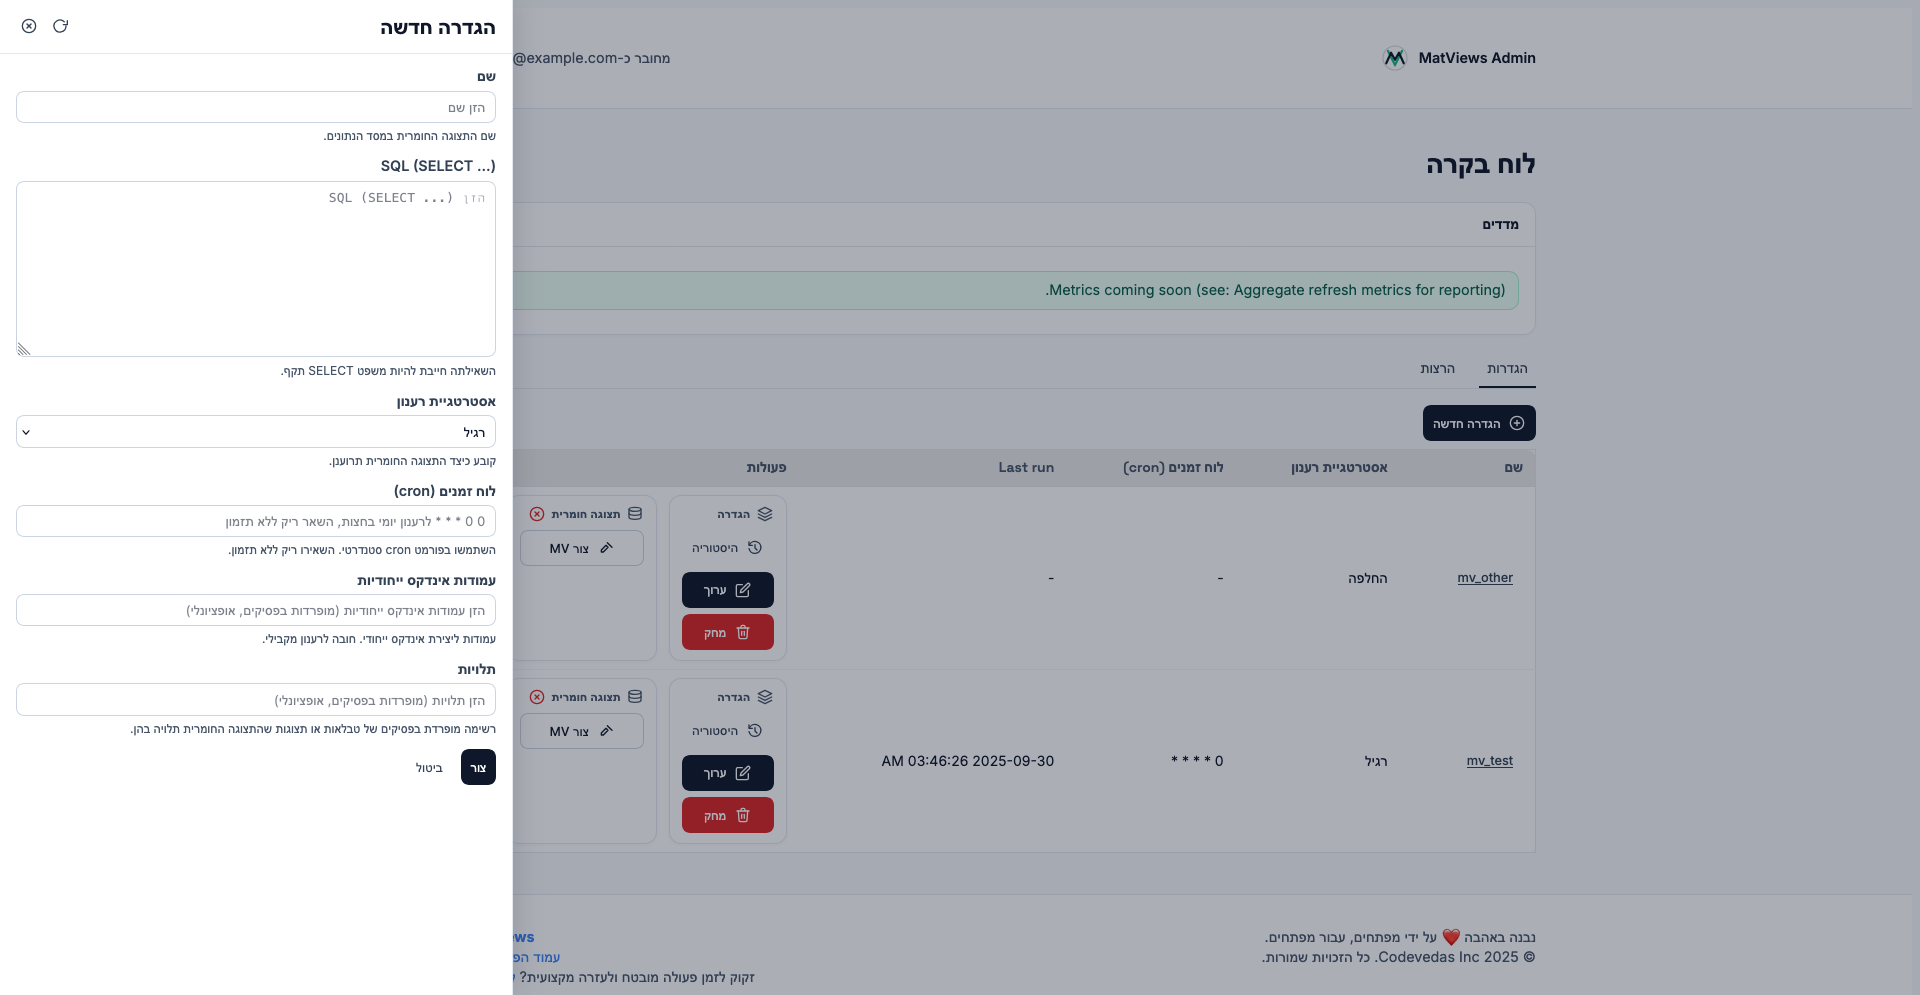 הגדרה חדשה
שם
הזן שם
שם התצוגה החומרית במסד הנתונים.
SQL (SELECT ...)
הזן SQL (SELECT ...)
השאילתה חייבת להיות משפט SELECT תקף.
אסטרטגיית רענון
רגיל
קובע כיצד התצוגה החומרית תרוענן.
לוח זמנים (cron)
0 0 * * * לרענון יומי בחצות, השאר ריק ללא תזמון
השתמשו בפורמט cron סטנדרטי. השאירו ריק ללא תזמון.
עמודות אינדקס ייחודיות
הזן עמודות אינדקס ייחודיות (מופרדות בפסיקים, אופציונלי)
עמודות ליצירת אינדקס ייחודי. חובה לרענון מקבילי.
תלויות
הזן תלויות (מופרדות בפסיקים, אופציונלי)
רשימה מופרדת בפסיקים של טבלאות או תצוגות שהתצוגה החומרית תלויה בהן.
צור ביטול
MatViews Admin
מחובר כ-@example.com
לוח בקרה
מדדים
Metrics coming soon (see: Aggregate refresh metrics for reporting).
הגדרות הרצות
הגדרה חדשה
שם אסטרטגיית רענון לוח זמנים (cron) Last run פעולות
mv_other החלפה - -
הגדרה
היסטוריה
ערוך
מחק
תצוגה חומרית
צור MV
mv_test רגיל 0 * * * * 2025-09-30 03:46:26 AM
הגדרה
היסטוריה
ערוך
מחק
תצוגה חומרית
צור MV
נבנה באהבה ❤️ על ידי מפתחים, עבור מפתחים.
© 2025 Codevedas Inc. כל הזכויות שמורות.
עמוד
זקוק לזמן פעולה מובטח ולעזרה מקצועית?